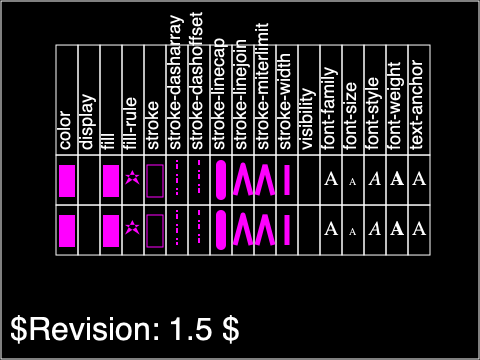 color
display
fill
fill-rule
stroke
stroke-dasharray
stroke-dashoffset
stroke-linecap
stroke-linejoin
stroke-miterlimit
stroke-width
visibility
font-family
font-size
font-style
font-weight
text-anchor
A A A A A
A A A A A
$Revision: 1.5 $